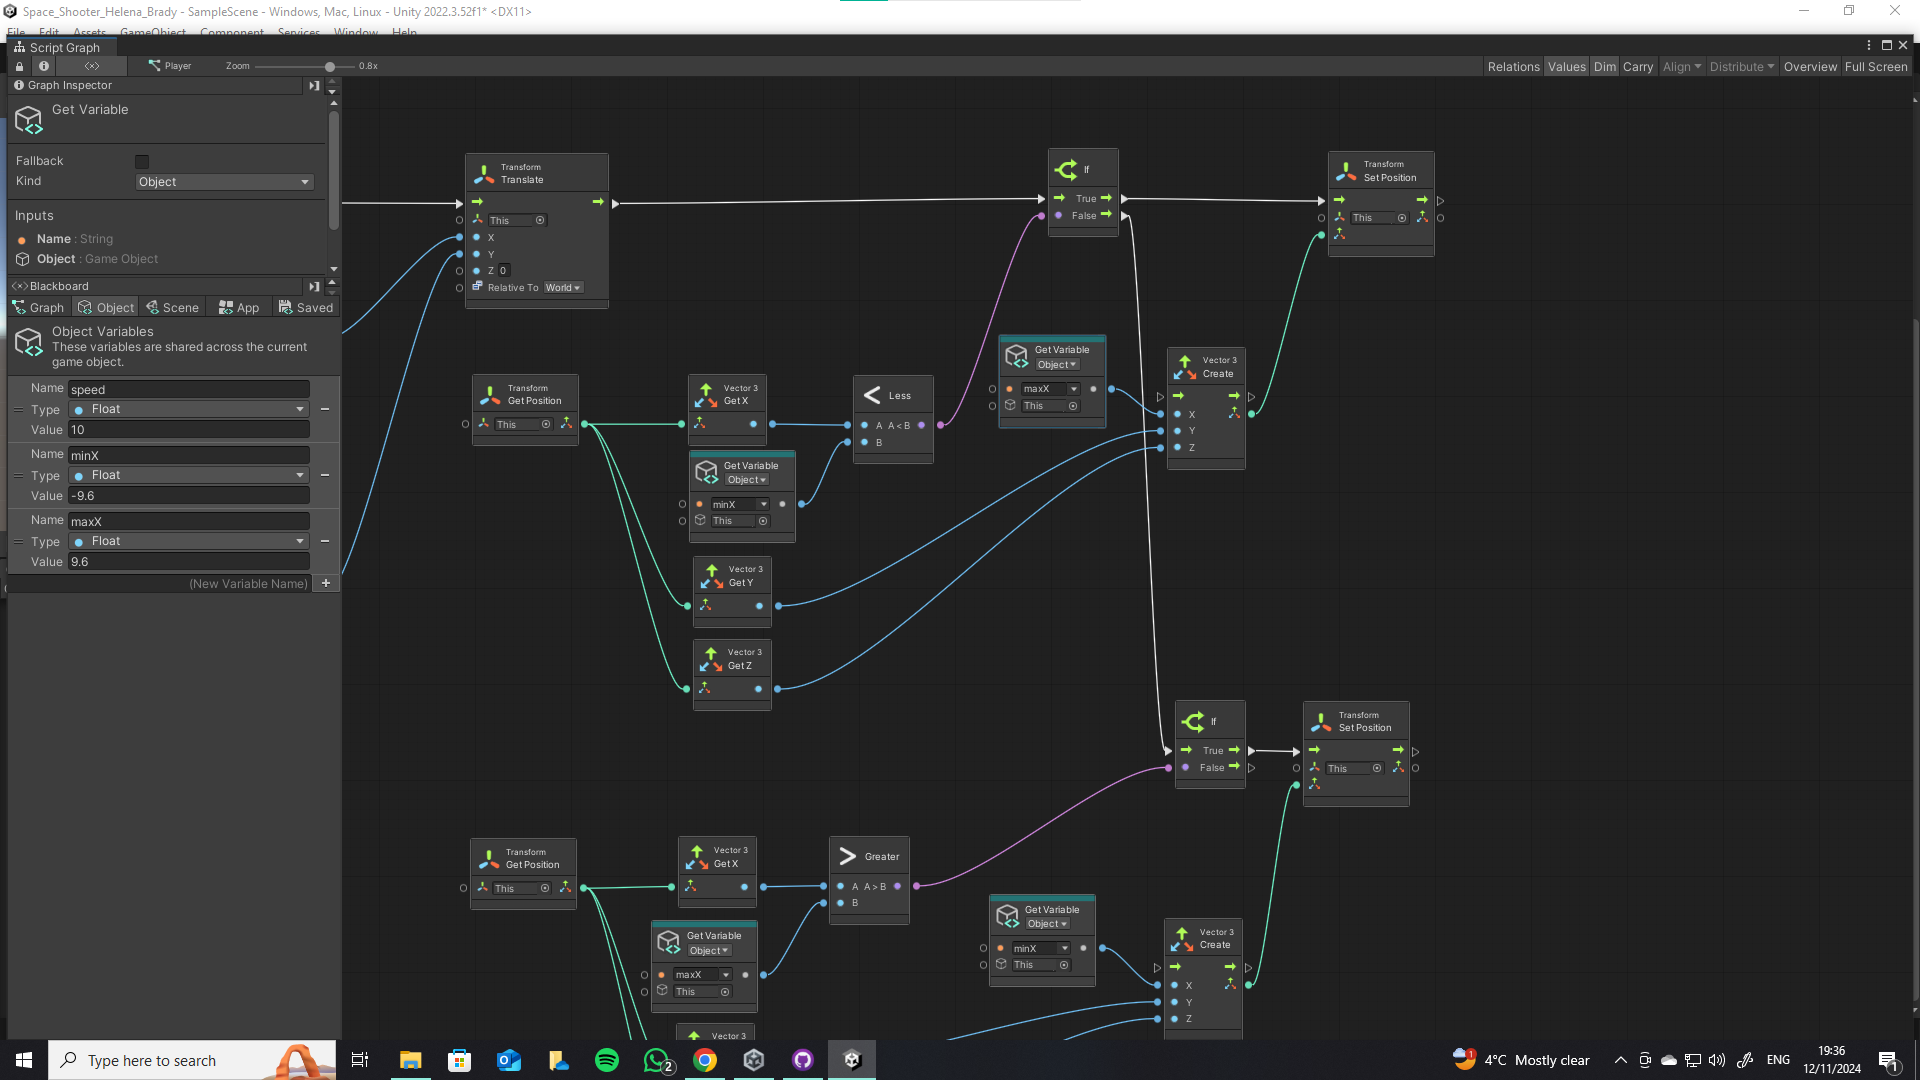 Space_Shooter_Helena_Brady - SampleScene - Windows, Mac, Linux - Unity 2022.3.52f1* <DX11>
File Edit Assets GameObject Component Services Window Help
Script Graph
Player
Zoom
0.8x
Relations
Values
Dim
Carry
Align
Distribute
Overview
Full Screen
Graph Inspector
Get Variable
Fallback
Kind
Object
Inputs
Name : String
Object : Game Object
Blackboard
Graph
Object
Scene
App
Saved
Object Variables
These variables are shared across the current
game object.
Name speed
Type Float
Value 10
Name minX
Type Float
Value -9.6
Name maxX
Type Float
Value 9.6
(New Variable Name)
Transform
Translate
This
X
Y
Z 0
Relative To World
If
True
False
Transform
Set Position
This
Transform
Get Position
This
Vector 3
Get X
Less
A A < B
B
Get Variable
Object
minX
This
Get Variable
Object
maxX
This
Vector 3
Create
X
Y
Z
Vector 3
Get Y
Vector 3
Get Z
If
True
False
Transform
Set Position
This
Transform
Get Position
This
Vector 3
Get X
Greater
A A > B
B
Get Variable
Object
maxX
This
Get Variable
Object
minX
This
Vector 3
Create
X
Y
Z
Vector 3
Type here to search
2
1
4°C Mostly clear
ENG
19:36
12/11/2024
1